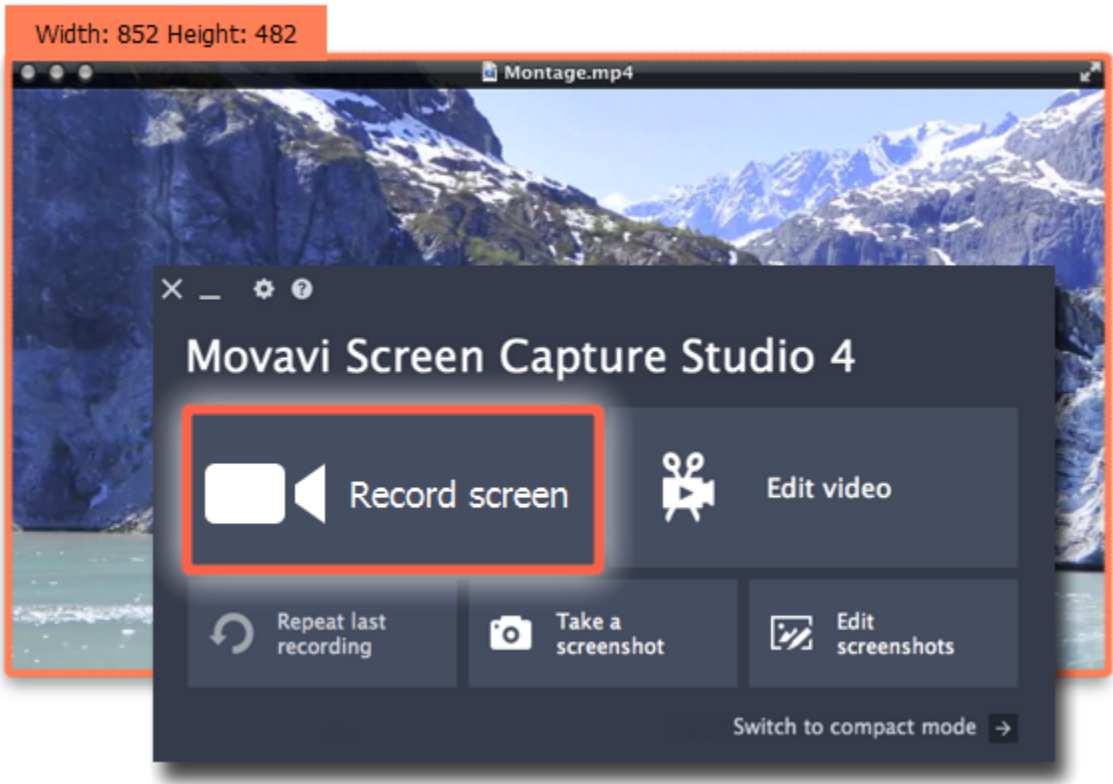 Width: 852 Height: 482
Montage.mp4
Movavi Screen Capture Studio 4
Record screen
Edit video
Repeat last
recording
Take a
screenshot
Edit
screenshots
Switch to compact mode